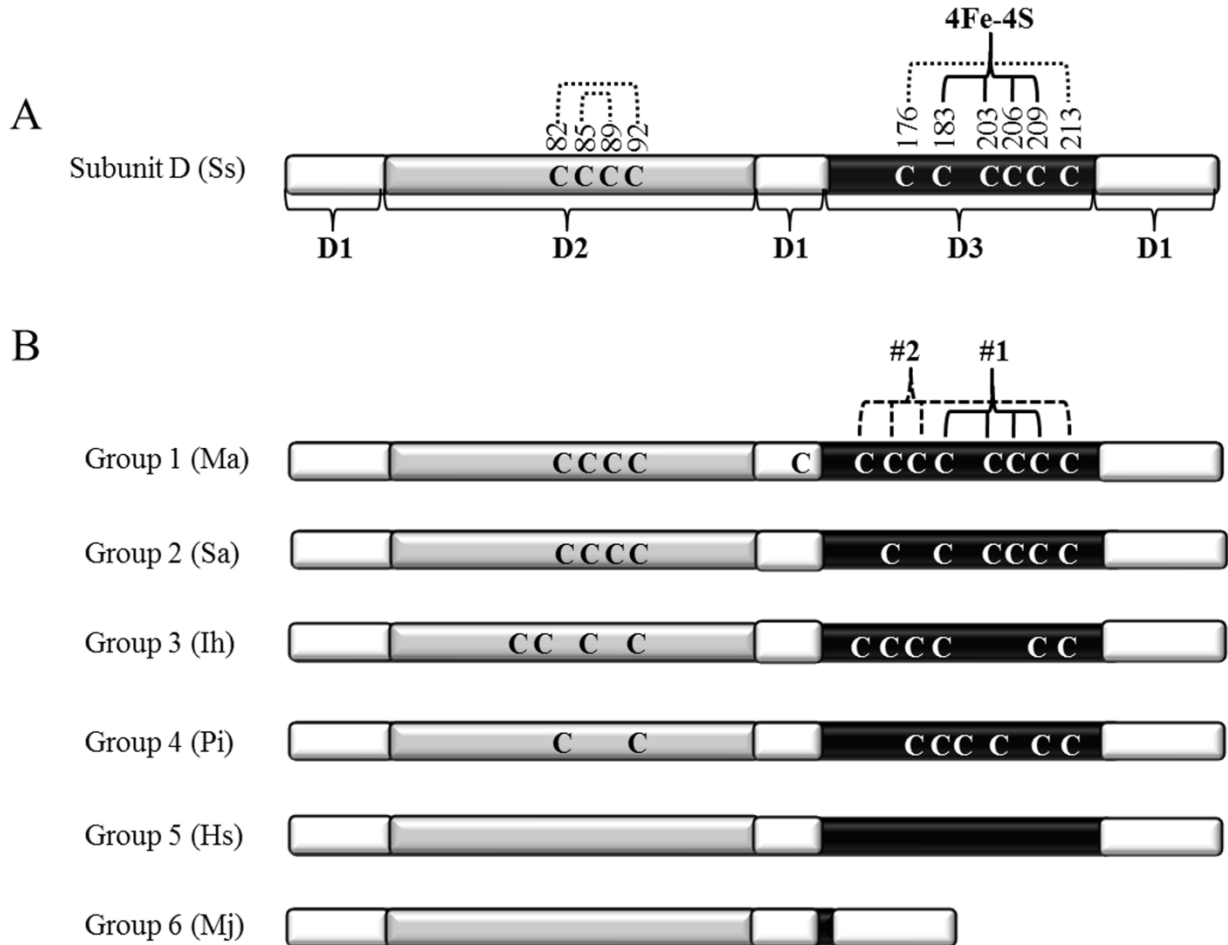 A
4Fe-4S
82 85 89 92 176 183 203 206 209 213
Subunit D (Ss) C C C C C C C C C C
D1 D2 D1 D3 D1
B
#2 #1
Group 1 (Ma) C C C C C C C C C C C C C
Group 2 (Sa) C C C C C C C C C C
Group 3 (Ih) C C C C C C C C C C
Group 4 (Pi) C C C C C C C C
Group 5 (Hs)
Group 6 (Mj)